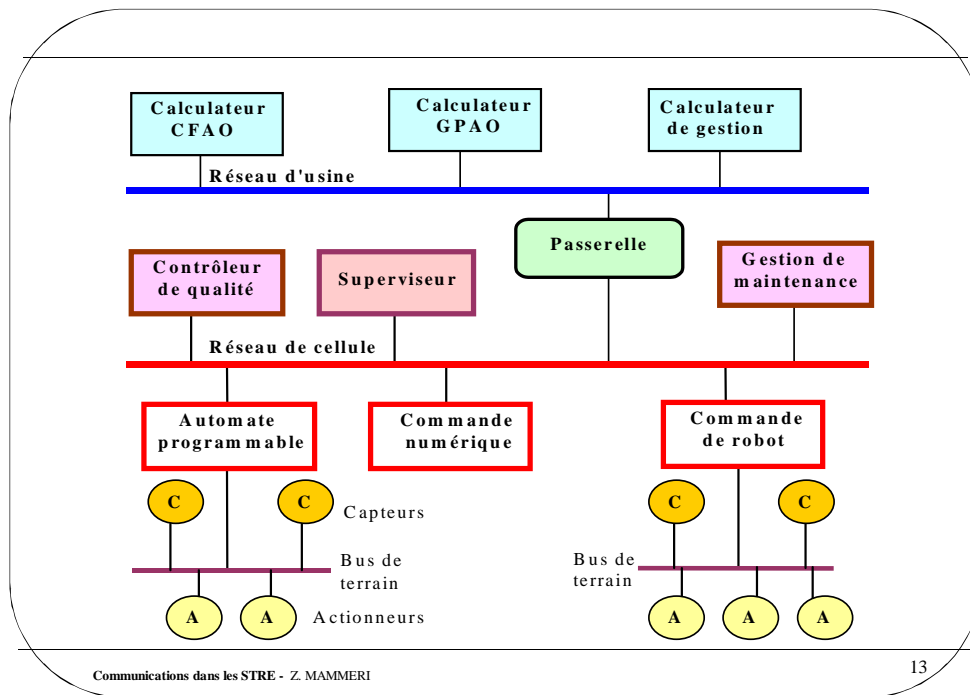 Calculateur
CFAO
Calculateur
GPAO
Calculateur
de gestion
Réseau d'usine
Passerelle
Contrôleur
de qualité
Superviseur
Gestion de
maintenance
Réseau de cellule
Automate
programmable
Commande
numérique
Commande
de robot
C
C
Capteurs
C
C
Bus de
terrain
Bus de
terrain
A
A
Actionneurs
A
A
A
Communications dans les STRE - Z. MAMMERI
13